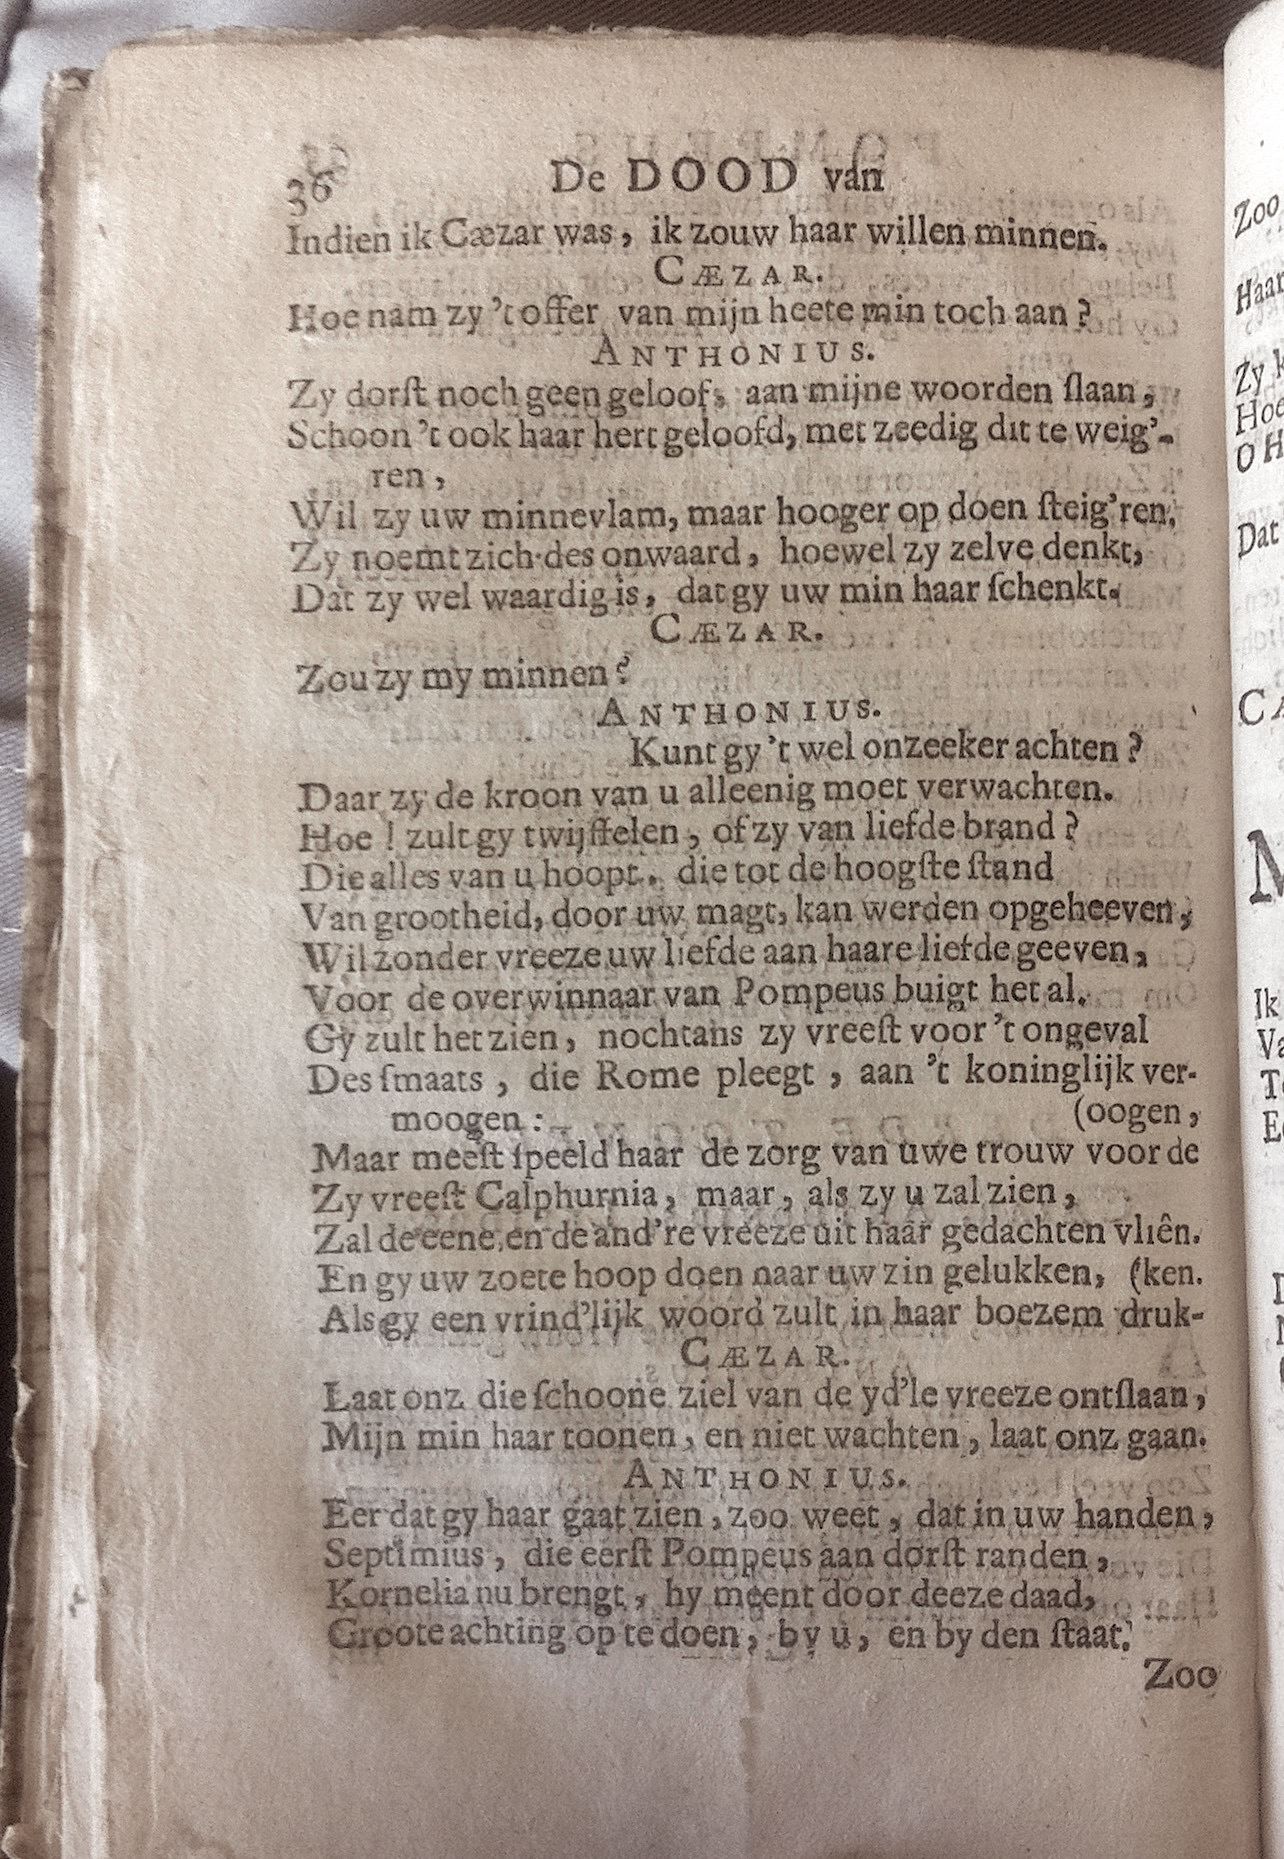 36 De DOOD van
Indien ik Cæzar was, ik zouw haar willen minnen.
CÆZAR.
Hoe nam zy 't offer van mijn heete min toch aan?
ANTHONIUS.
Zy dorſt noch geen geloof, aan mijne woorden ſlaan,
Schoon 't ook haar hert geloofd, met zeedig dit te weig'-
ren,
Wil zy uw minnevlam, maar hooger op doen ſteig'ren,
Zy noemt zich des onwaard, hoewel zy zelve denkt,
Dat zy wel waardig is, dat gy uw min haar ſchenkt.
CÆZAR.
Zou zy my minnen?
ANTHONIUS.
Kunt gy 't wel onzeeker achten?
Daar zy de kroon van u alleenig moet verwachten.
Hoe! zult gy twijffelen, of zy van liefde brand?
Die alles van u hoopt, die tot de hoogſte ſtand
Van grootheid, door uw magt, kan werden opgeheeven,
Wil zonder vreeze uw liefde aan haare liefde geeven,
Voor de overwinnaar van Pompeus buigt het al.
Gy zult het zien, nochtans zy vreeſt voor 't ongeval
Des ſmaats, die Rome pleegt, aan 't koninglijk ver-
moogen: (oogen,
Maar meeſt ſpeeld haar de zorg van uwe trouw voor de
Zy vreeſt Calphurnia, maar, als zy u zal zien,
Zal de eene, en de and're vreeze uit haar gedachten vliên.
En gy uw zoete hoop doen naar uw zin gelukken, (ken.
Als gy een vrind'lijk woord zult in haar boezem druk-
CÆZAR.
Laat onz die ſchoone ziel van de yd'le vreeze ontſlaan,
Mijn min haar toonen, en niet wachten, laat onz gaan.
ANTHONIUS.
Eer dat gy haar gaat zien, zoo weet, dat in uw handen,
Septimius, die eerſt Pompeus aan dorſt randen,
Kornelia nu brengt, hy meent door deeze daad,
Groote achting op te doen, by u, en by den ſtaat.
Zoo
Zoo
Haar
Zy
Hoe
O
Dat
Ik